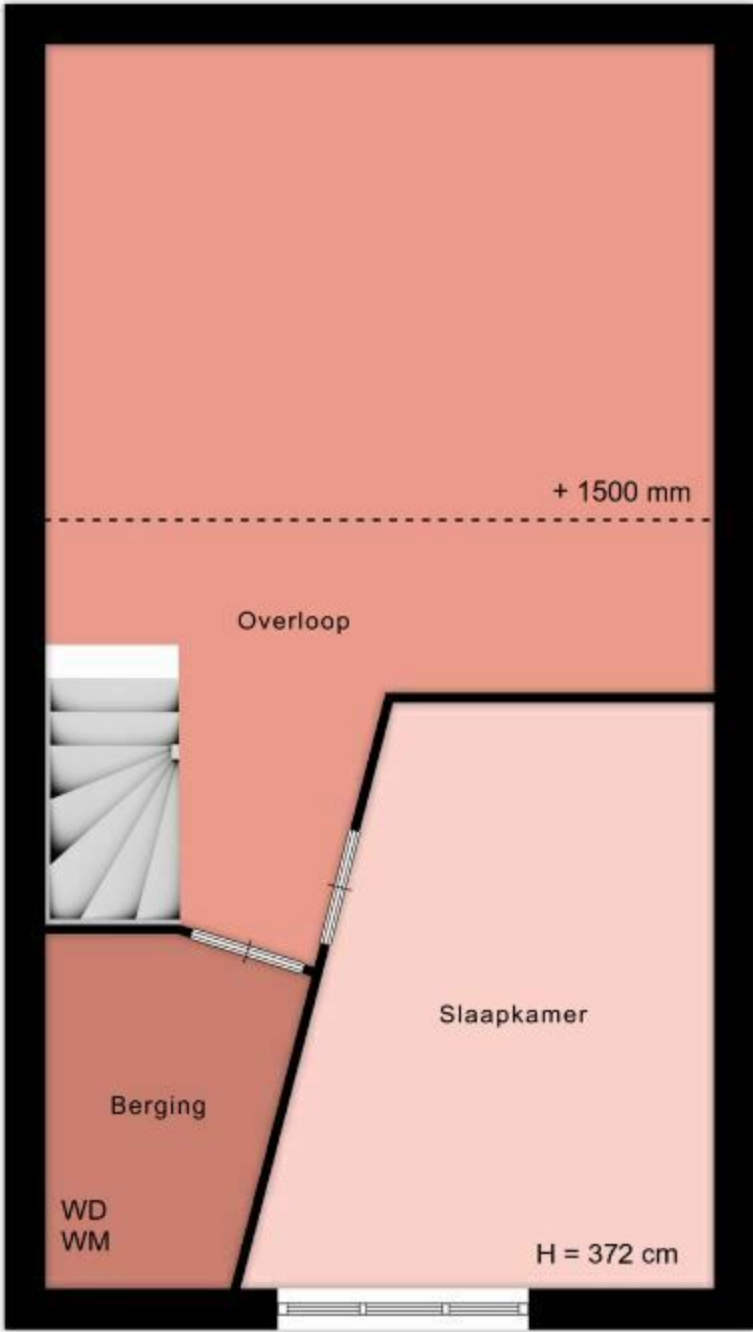 + 1500 mm
Overloop
Slaapkamer
Berging
WD
WM
H = 372 cm